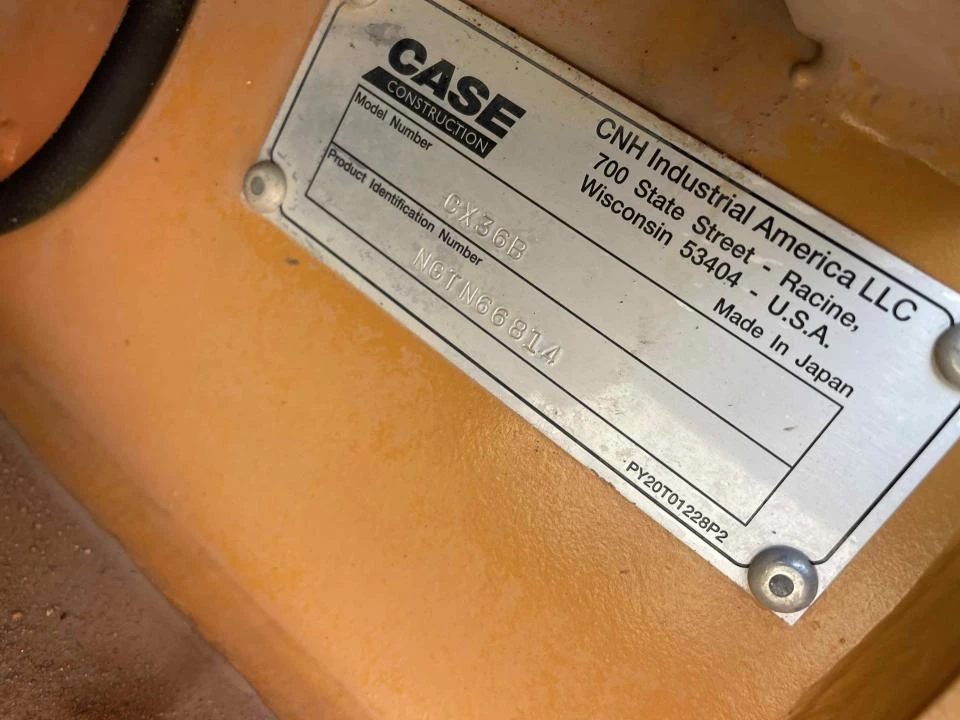 CASE
CONSTRUCTION
CNH Industrial America LLC
700 State Street - Racine,
Wisconsin 53404 - U.S.A.
Made In Japan
Model Number
CX36B
Product Identification Number
NGTN66814
PY20T01228P2